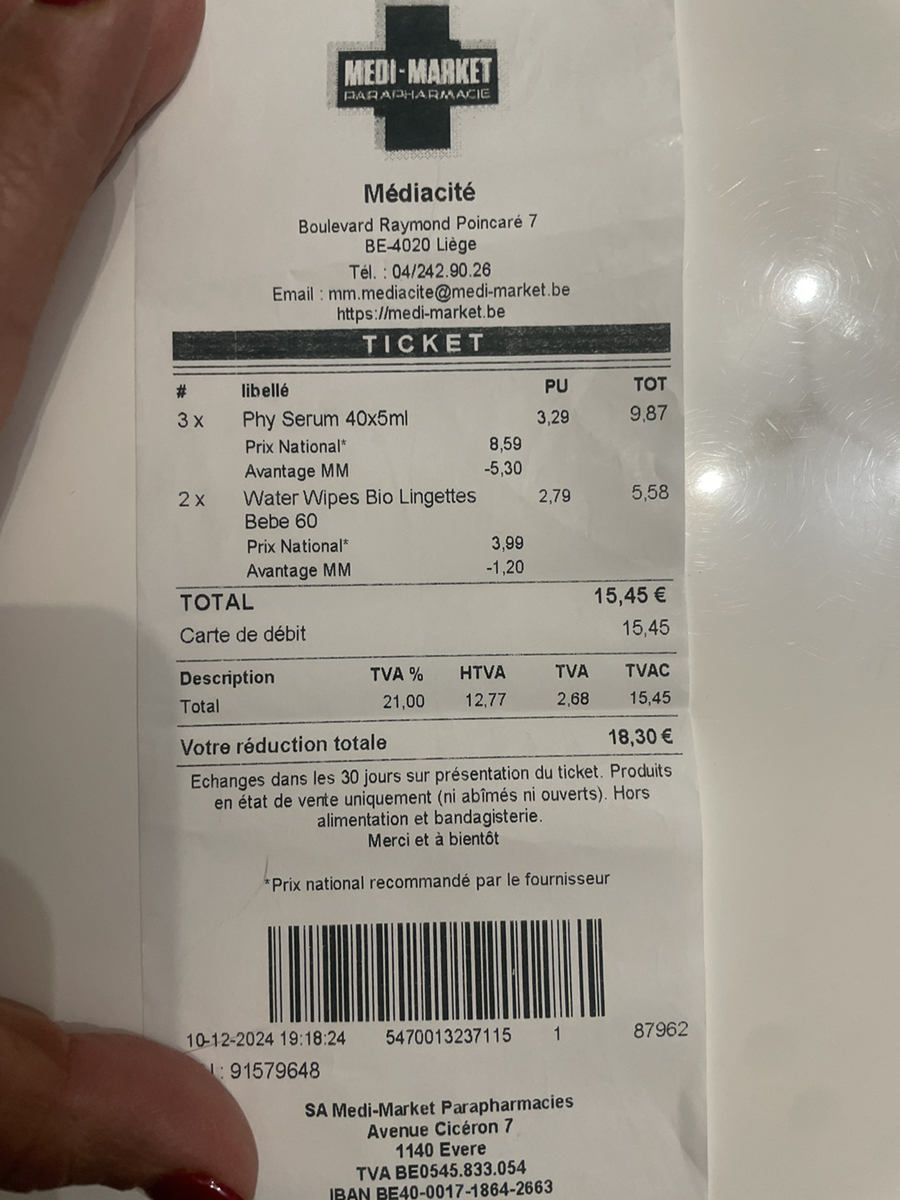 MEDI-MARKET
PARAPHARMACIE
Médiacité
Boulevard Raymond Poincaré 7
BE-4020 Liège
Tél. : 04/242.90.26
Email : mm.mediacite@medi-market.be
https://medi-market.be
TICKET
# libellé PU TOT
3 x Phy Serum 40x5ml 3,29 9,87
Prix National* 8,59
Avantage MM -5,30
2 x Water Wipes Bio Lingettes 2,79 5,58
Bebe 60
Prix National* 3,99
Avantage MM -1,20
TOTAL 15,45 €
Carte de débit 15,45
Description TVA % HTVA TVA TVAC
Total 21,00 12,77 2,68 15,45
Votre réduction totale 18,30 €
Echanges dans les 30 jours sur présentation du ticket. Produits
en état de vente uniquement (ni abîmés ni ouverts). Hors
alimentation et bandagisterie.
Merci et à bientôt
*Prix national recommandé par le fournisseur
10-12-2024 19:18:24 5470013237115 1 87962
: 91579648
SA Medi-Market Parapharmacies
Avenue Cicéron 7
1140 Evere
TVA BE0545.833.054
IBAN BE40-0017-1864-2663